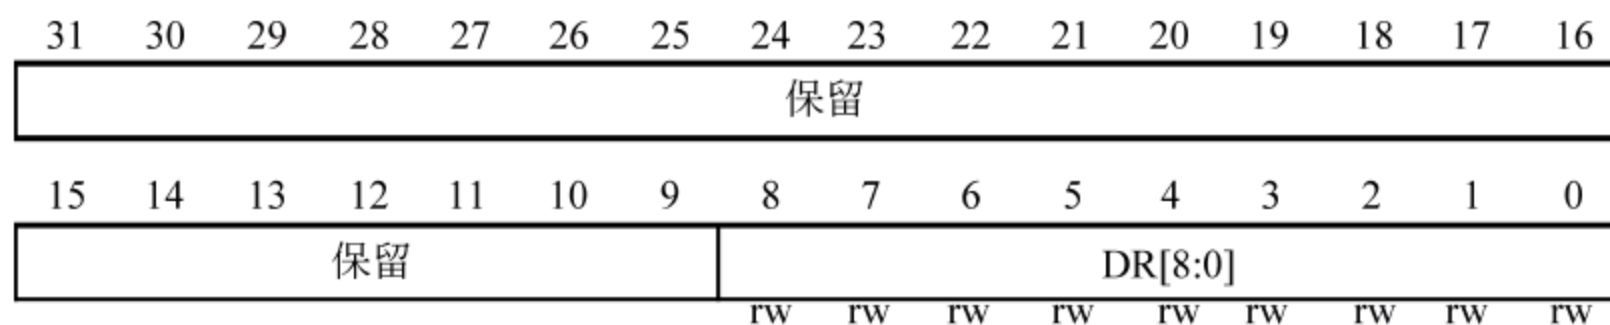 31 30 29 28 27 26 25 24 23 22 21 20 19 18 17 16
保留
15 14 13 12 11 10 9 8 7 6 5 4 3 2 1 0
保留 DR[8:0]
rw rw rw rw rw rw rw rw rw